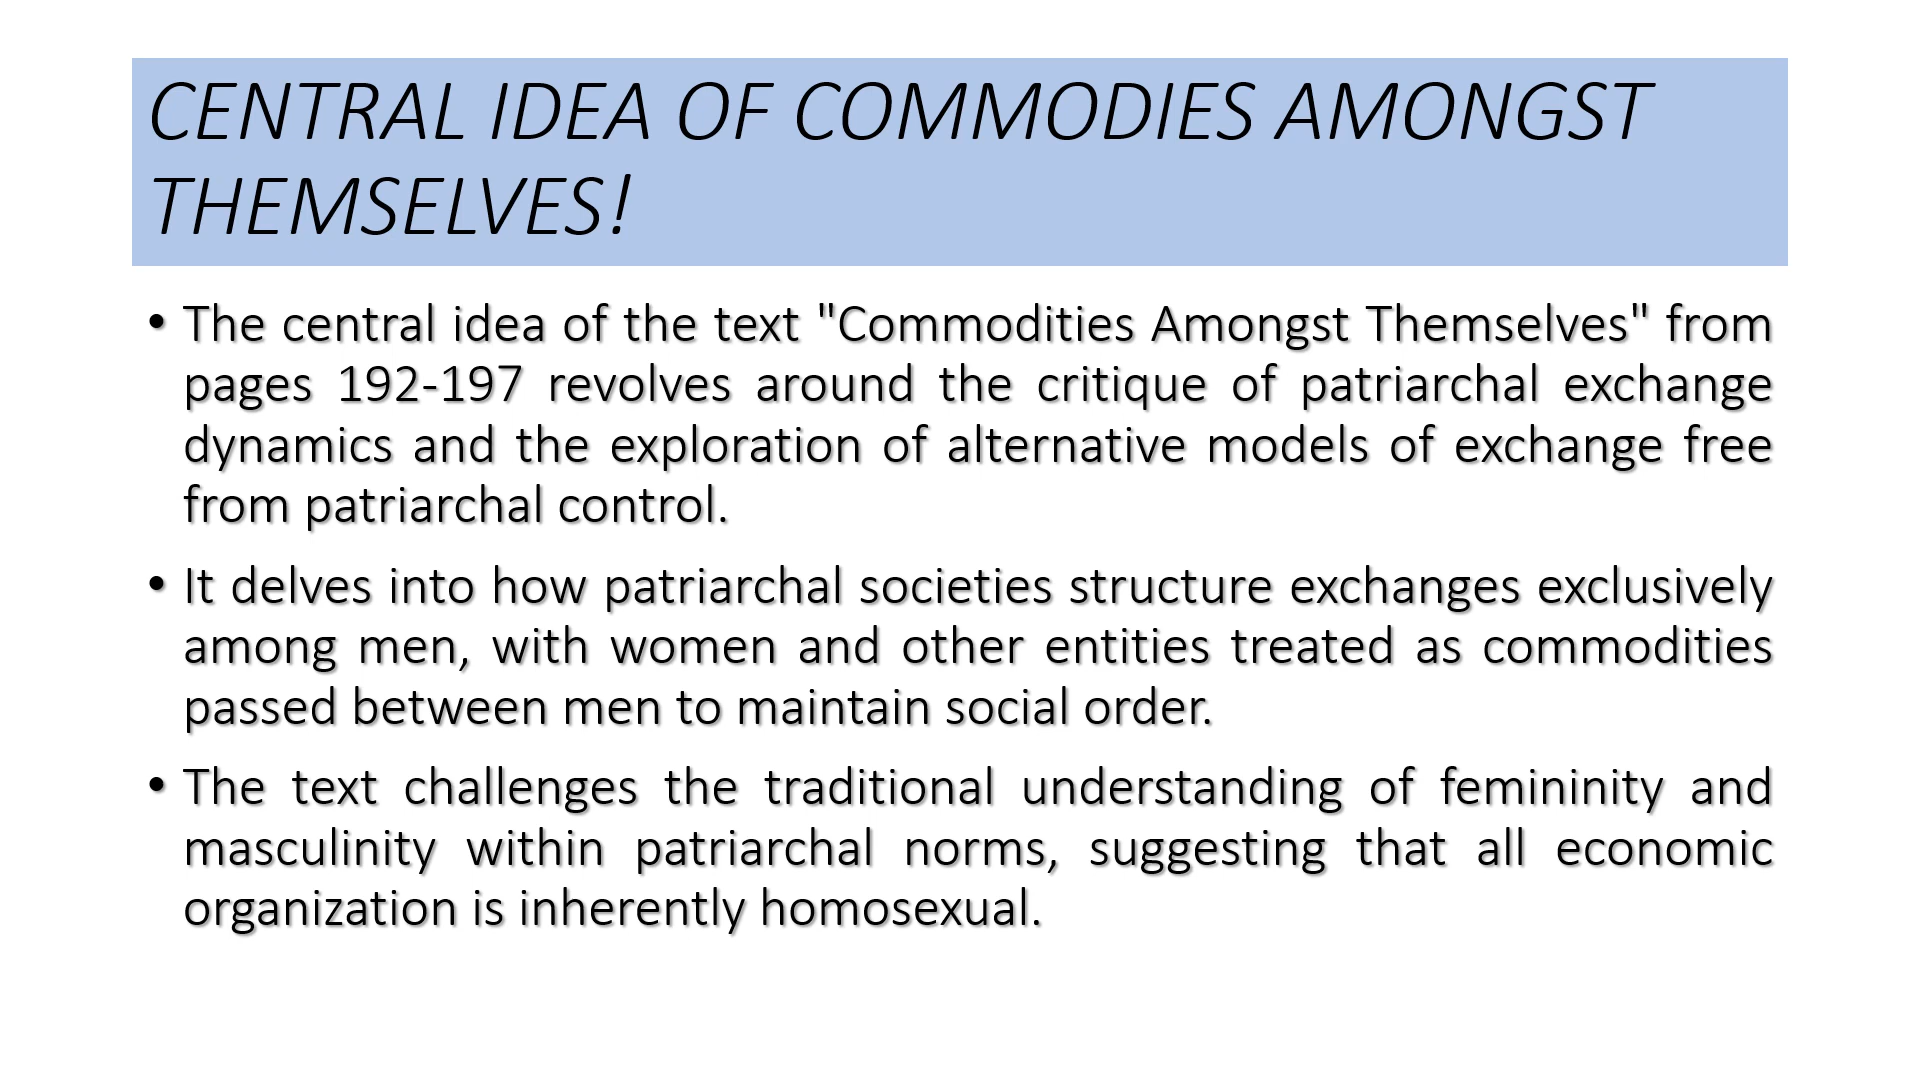 CENTRAL IDEA OF COMMODIES AMONGST
THEMSELVES!
• The central idea of the text "Commodities Amongst Themselves" from
pages 192-197 revolves around the critique of patriarchal exchange
dynamics and the exploration of alternative models of exchange free
from patriarchal control.
• It delves into how patriarchal societies structure exchanges exclusively
among men, with women and other entities treated as commodities
passed between men to maintain social order.
• The text challenges the traditional understanding of femininity and
masculinity within patriarchal norms, suggesting that all economic
organization is inherently homosexual.